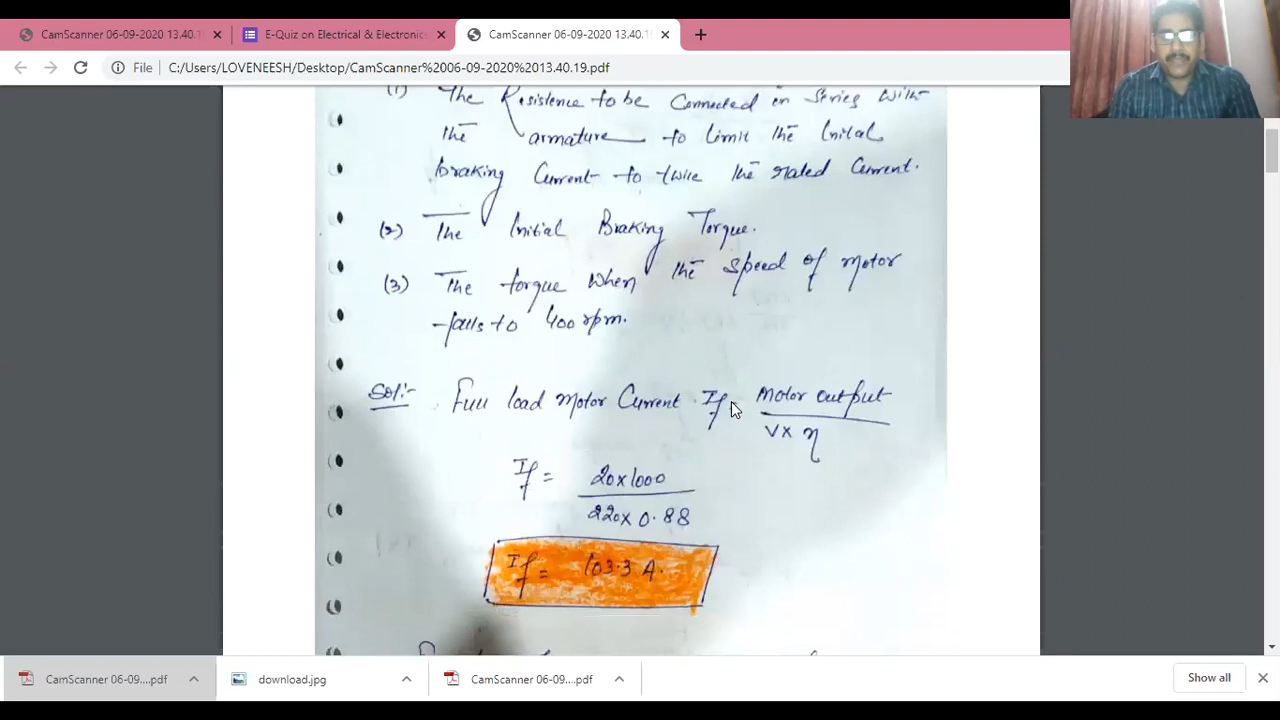 CamScanner 06-09-2020 13.40.1
E-Quiz on Electrical & Electronics
CamScanner 06-09-2020 13.40.1
File
C:/Users/LOVENEESH/Desktop/CamScanner%2006-09-2020%2013.40.19.pdf
(1) The Resistence to be Connected in Series With
the armature to limit the Initial
braking Current to twice the rated Current.
(2) The Initial Braking Torque.
(3) The torque When the speed of motor
falls to 400 rpm.
Sol:- Full load Motor Current If = Motor output
V x η
If = 20x1000
220x 0.88
If = 103.3 A.
CamScanner 06-09....pdf
download.jpg
CamScanner 06-09....pdf
Show all